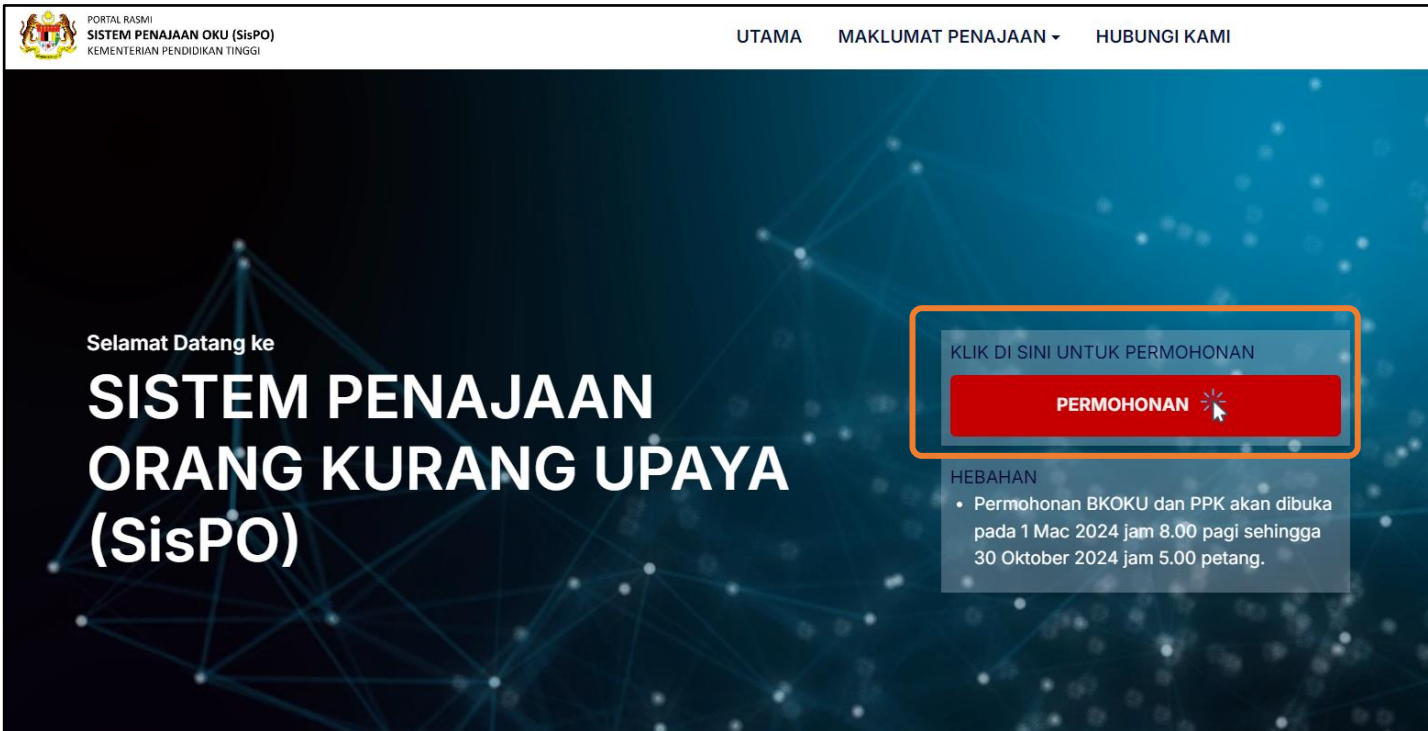 PORTAL RASMI
SISTEM PENAJAAN OKU (SisPO)
KEMENTERIAN PENDIDIKAN TINGGI
UTAMA MAKLUMAT PENAJAAN HUBUNGI KAMI
Selamat Datang ke
SISTEM PENAJAAN
ORANG KURANG UPAYA
(SisPO)
KLIK DI SINI UNTUK PERMOHONAN
PERMOHONAN
HEBAHAN
• Permohonan BKOKU dan PPK akan dibuka
pada 1 Mac 2024 jam 8.00 pagi sehingga
30 Oktober 2024 jam 5.00 petang.